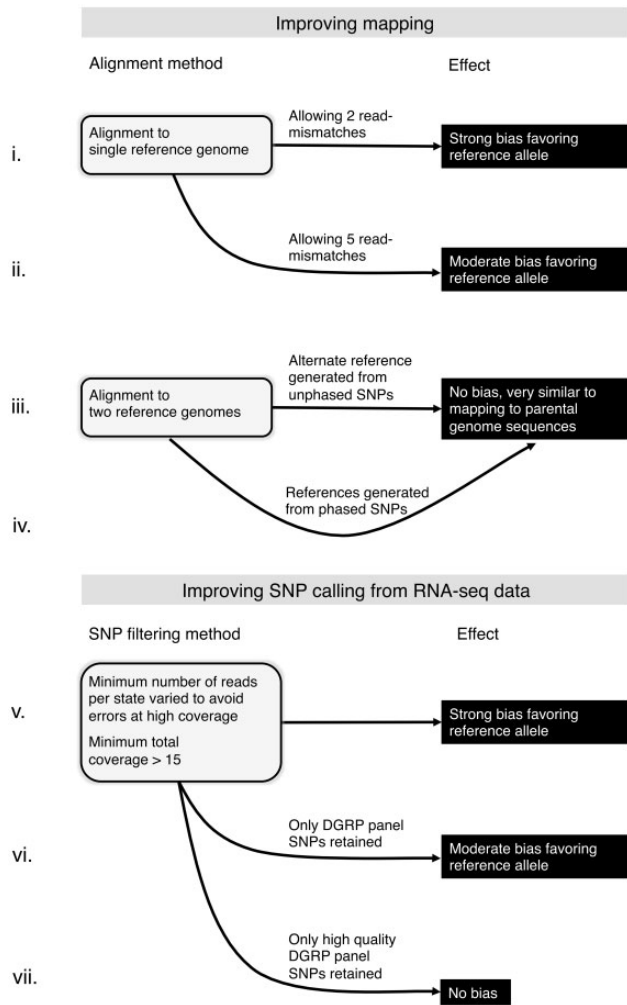 Improving mapping
Alignment method
Effect
i.
Alignment to
single reference genome
Allowing 2 read-
mismatches
Strong bias favoring
reference allele
ii.
Allowing 5 read-
mismatches
Moderate bias favoring
reference allele
iii.
Alignment to
two reference genomes
Alternate reference
generated from
unphased SNPs
No bias, very similar to
mapping to parental
genome sequences
iv.
References generated
from phased SNPs
Improving SNP calling from RNA-seq data
SNP filtering method
Effect
v.
Minimum number of reads
per state varied to avoid
errors at high coverage
Minimum total
coverage > 15
Strong bias favoring
reference allele
vi.
Only DGRP panel
SNPs retained
Moderate bias favoring
reference allele
vii.
Only high quality
DGRP panel
SNPs retained
No bias